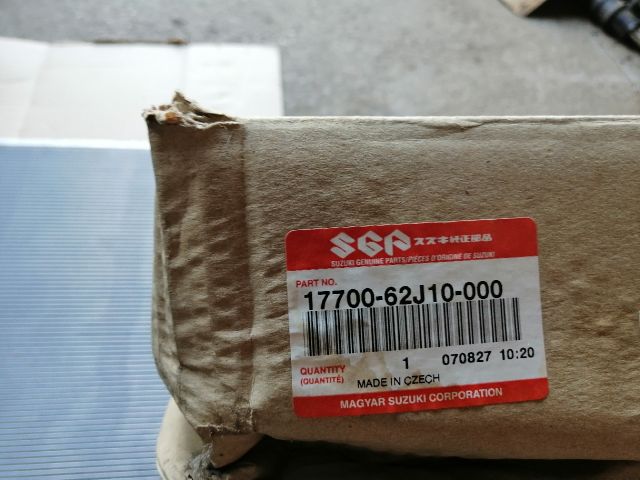 SGP スズキ純正部品
SUZUKI GENUINE PARTS/PIÈCES D'ORIGINE DE SUZUKI
PART NO.
17700-62J10-000
QUANTITY 1 070827 10:20
(QUANTITÉ) MADE IN CZECH
MAGYAR SUZUKI CORPORATION